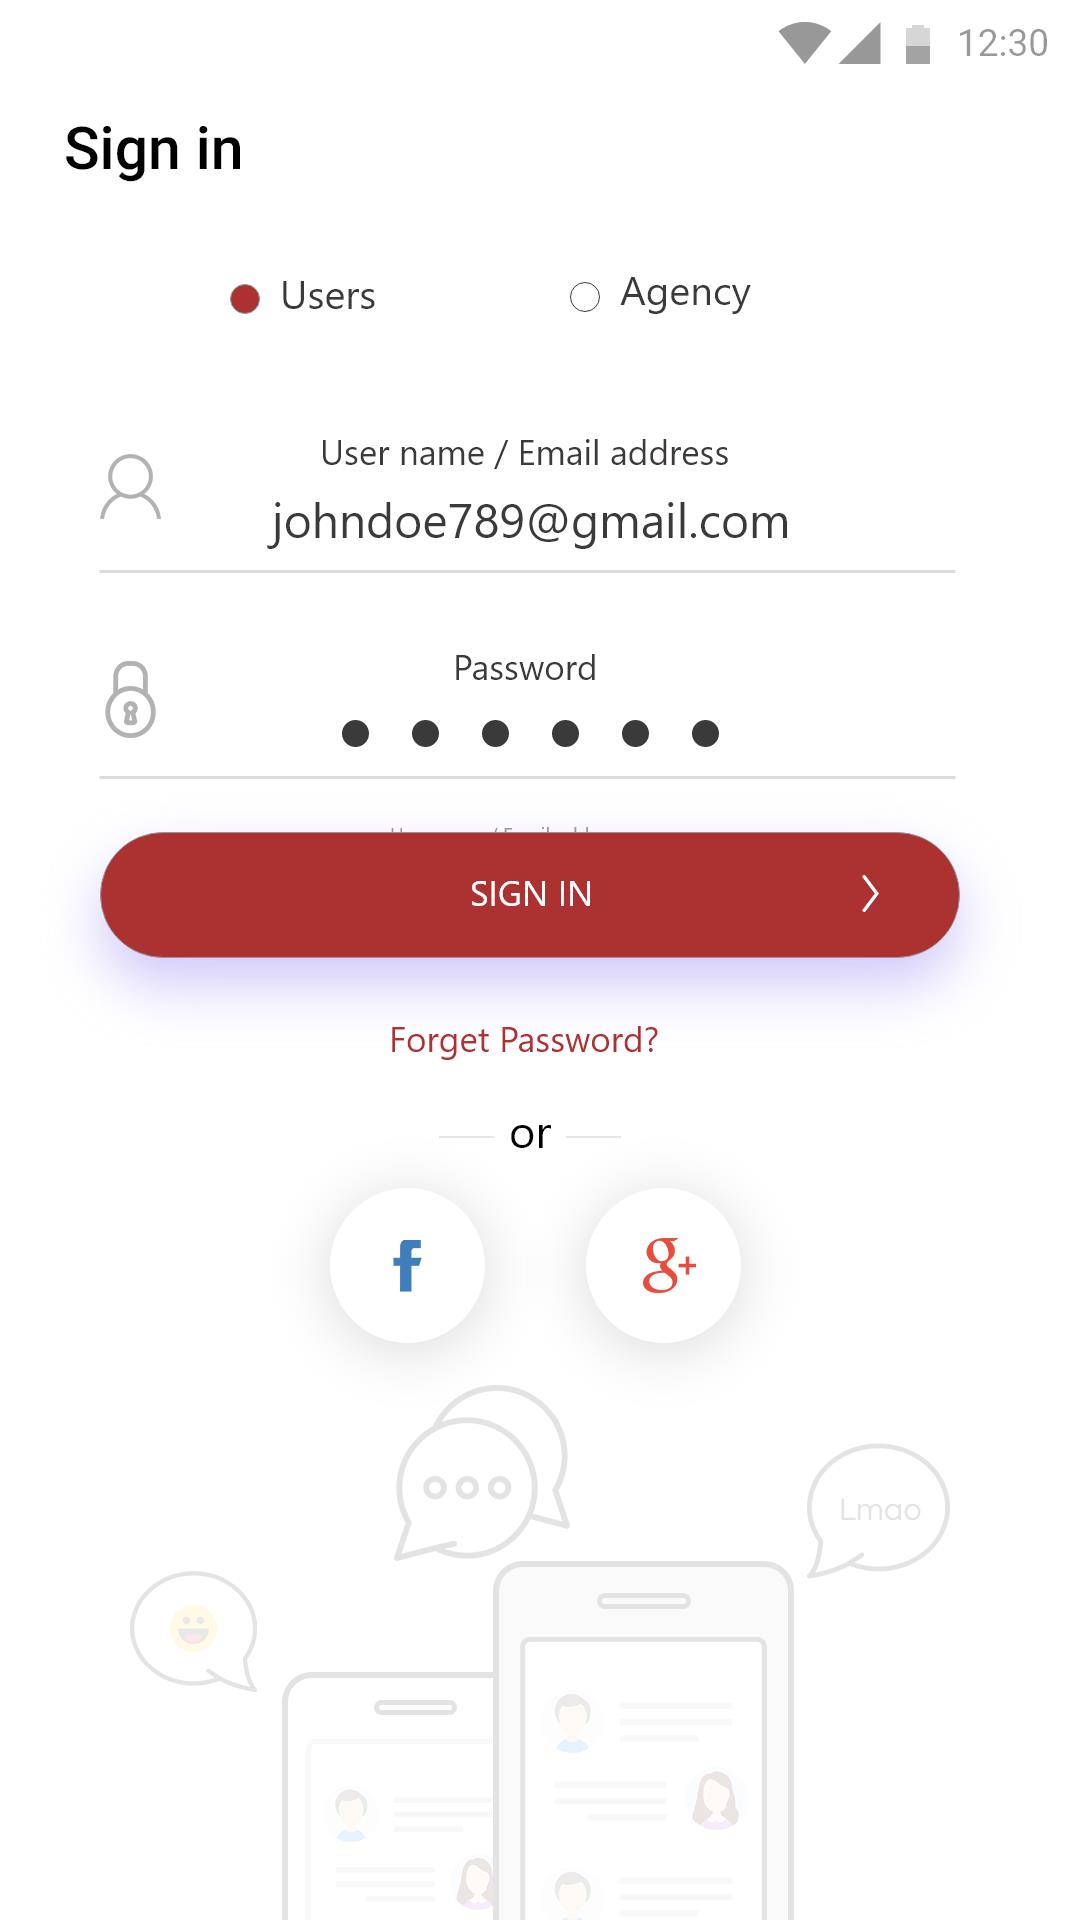 12:30
Sign in
Users
Agency
User name / Email address
johndoe789@gmail.com
Password
SIGN IN
Forget Password?
or
f
g+
Lmao